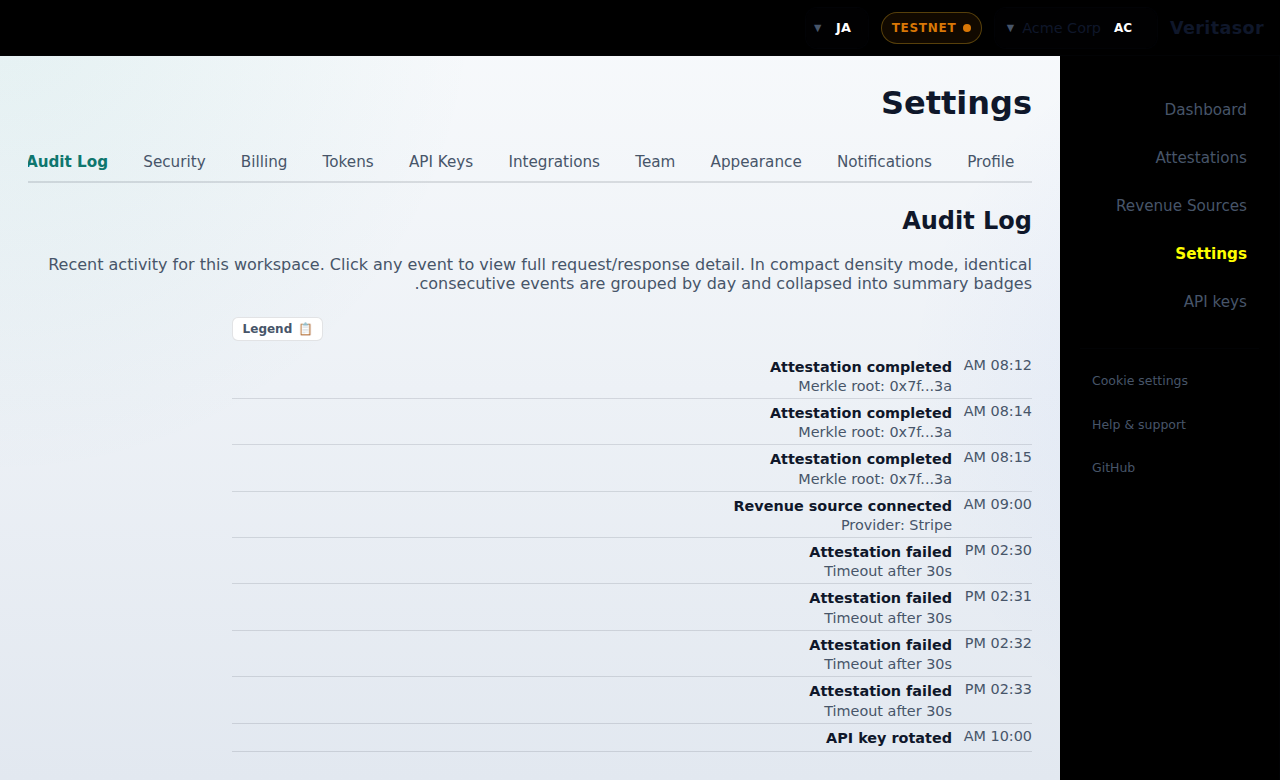 Veritasor
AC Acme Corp ▼
TESTNET
JA ▼
Dashboard
Attestations
Revenue Sources
Settings
API keys
Cookie settings
Help & support
GitHub
Settings
Profile
Notifications
Appearance
Team
Integrations
API Keys
Tokens
Billing
Security
Audit Log
Audit Log
Recent activity for this workspace. Click any event to view full request/response detail. In compact density mode, identical
.consecutive events are grouped by day and collapsed into summary badges
Legend 📋
AM 08:12
Attestation completed
Merkle root: 0x7f...3a
AM 08:14
Attestation completed
Merkle root: 0x7f...3a
AM 08:15
Attestation completed
Merkle root: 0x7f...3a
AM 09:00
Revenue source connected
Provider: Stripe
PM 02:30
Attestation failed
Timeout after 30s
PM 02:31
Attestation failed
Timeout after 30s
PM 02:32
Attestation failed
Timeout after 30s
PM 02:33
Attestation failed
Timeout after 30s
AM 10:00
API key rotated